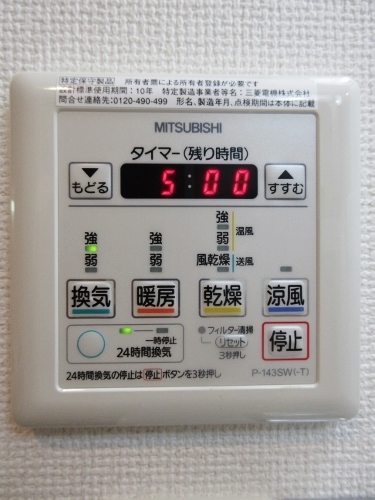 特定保守製品 所有者票による所有者登録が必要です
設計標準使用期間：10年 特定製造事業者等名：三菱電機株式会社
問合せ連絡先：0120-490-499 形名、製造年月、点検期間は本体に記載
MITSUBISHI
タイマー(残り時間)
▼ もどる
5:00
▲ すすむ
強
弱
強
弱
強
弱
温風
風乾燥
送風
換気
暖房
乾燥
涼風
一時停止
24時間換気
フィルター清掃
リセット
3秒押し
停止
24時間換気の停止は停止ボタンを3秒押し
P-143SW(-T)